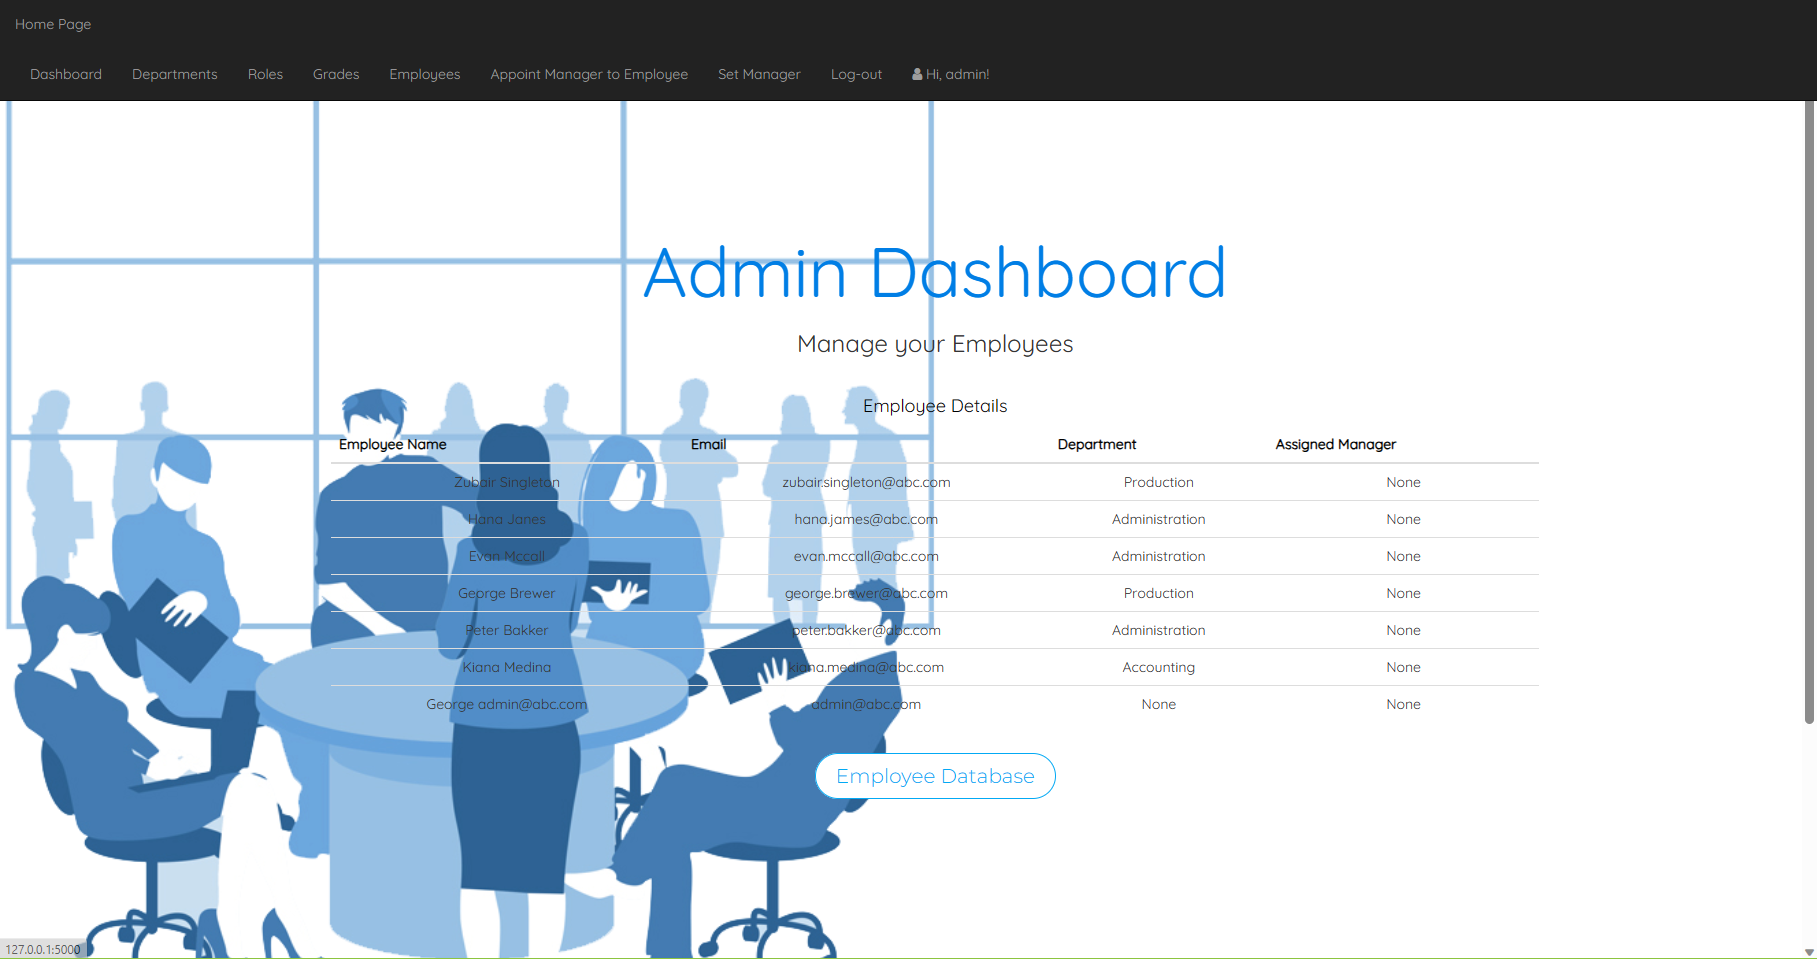 Home Page
Dashboard Departments Roles Grades Employees Appoint Manager to Employee Set Manager Log-out Hi, admin!
Admin Dashboard
Manage your Employees
Employee Details
Employee Name Email Department Assigned Manager
Zubair Singleton zubair.singleton@abc.com Production None
Hana Janes hana.james@abc.com Administration None
Evan Mccall evan.mccall@abc.com Administration None
George Brewer george.brewer@abc.com Production None
Peter Bakker peter.bakker@abc.com Administration None
Kiana Medina kiana.medina@abc.com Accounting None
George admin@abc.com admin@abc.com None None
Employee Database
127.0.0.1:5000